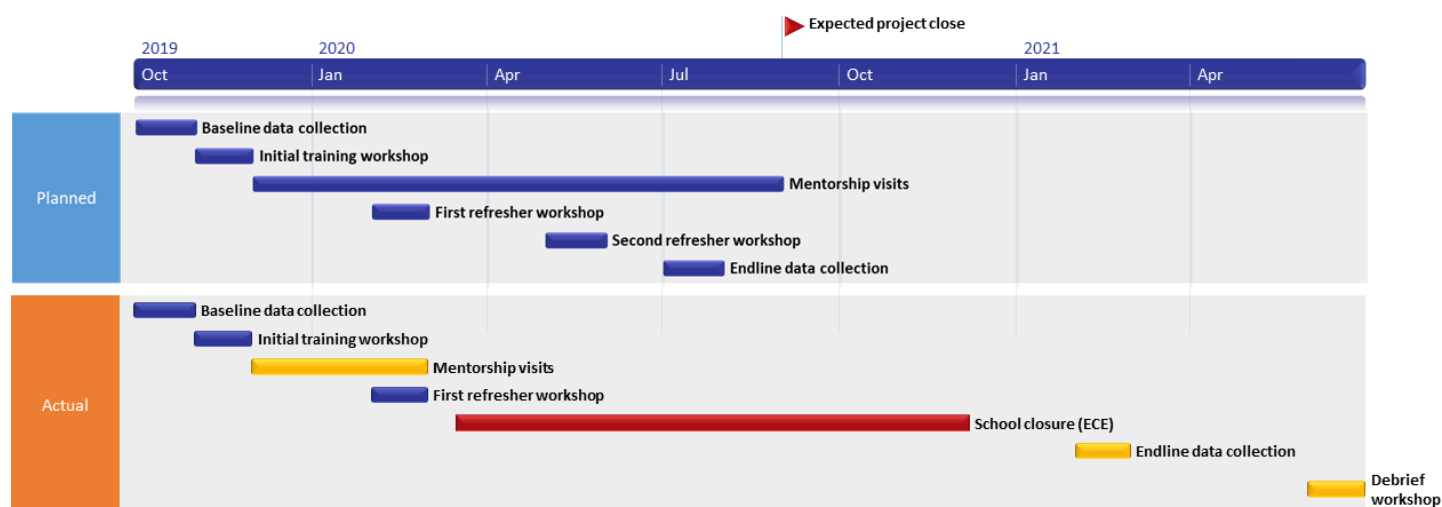 Expected project close
2019 2020 2021
Oct Jan Apr Jul Oct Jan Apr
Planned
Baseline data collection
Initial training workshop
Mentorship visits
First refresher workshop
Second refresher workshop
Endline data collection
Actual
Baseline data collection
Initial training workshop
Mentorship visits
First refresher workshop
School closure (ECE)
Endline data collection
Debrief
workshop